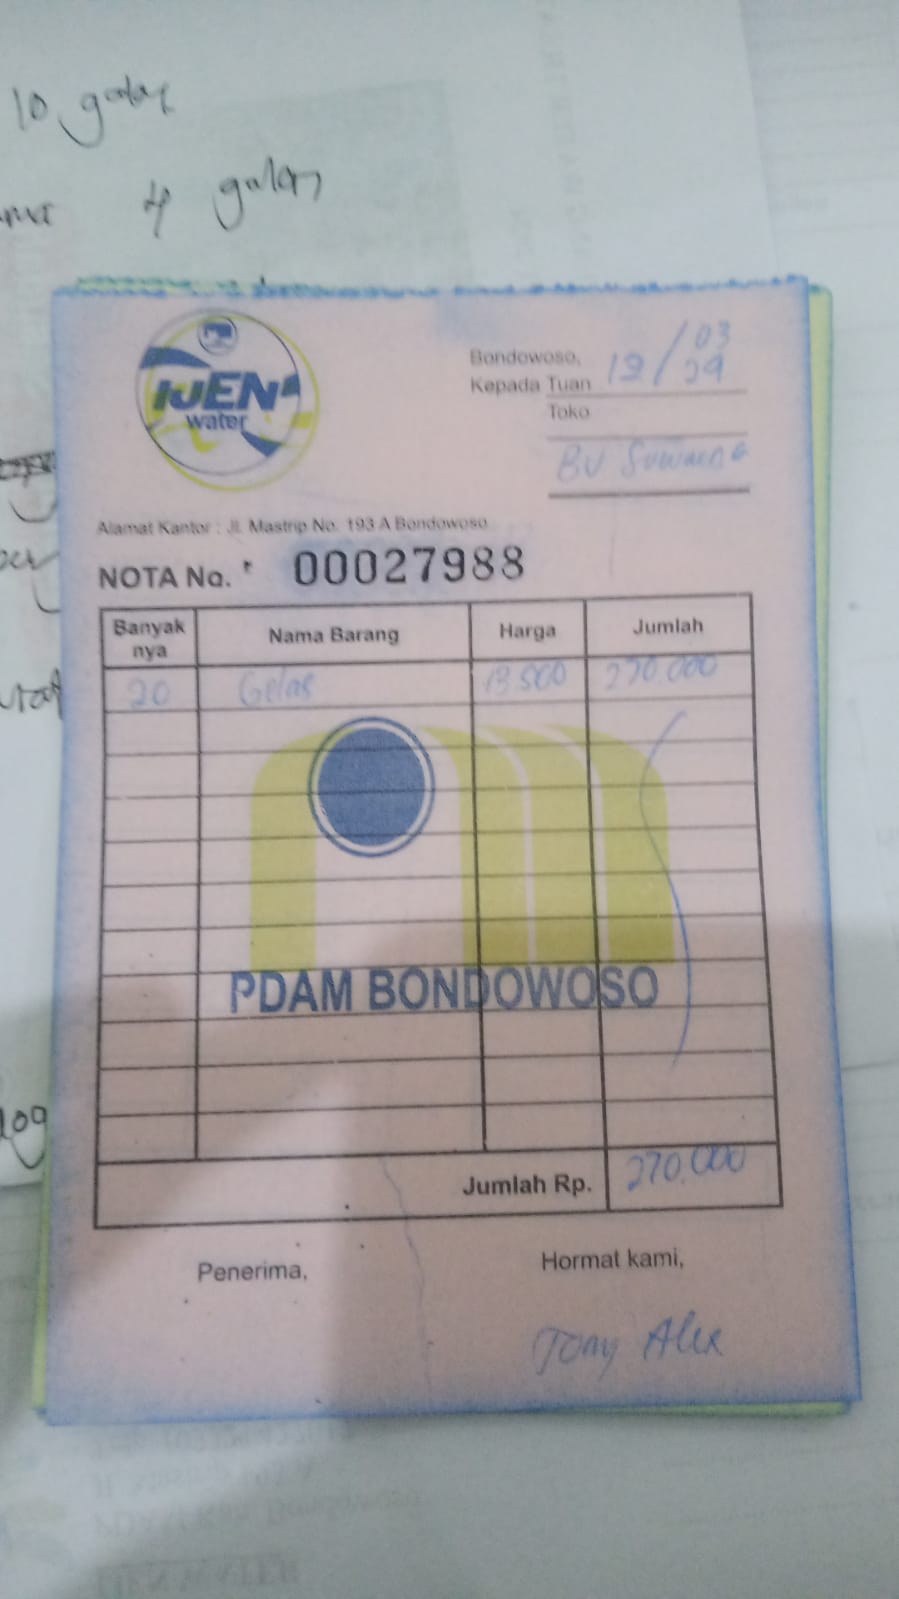 10 galon
4 galon
IJEN
water
Bondowoso, 19/03/24
Kepada Tuan
Toko
BU Suwarno
Alamat Kantor : Jl. Mastrip No. 193 A Bondowoso
NOTA No. 00027988
Banyak nya Nama Barang Harga Jumlah
20 Gelas 13.500 270.000
PDAM BONDOWOSO
Jumlah Rp. 270.000
Penerima, Hormat kami,
Tony Alex